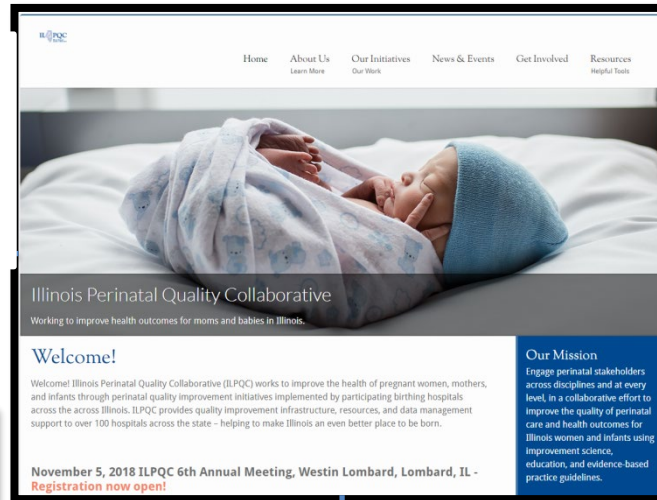 ILPQC
Home About Us Our Initiatives News & Events Get Involved Resources
Learn More Our Work Helpful Tools
Illinois Perinatal Quality Collaborative
Working to improve health outcomes for moms and babies in Illinois.
Welcome!
Welcome! Illinois Perinatal Quality Collaborative (ILPQC) works to improve the health of pregnant women, mothers,
and infants through perinatal quality improvement initiatives implemented by participating birthing hospitals
across the across Illinois. ILPQC provides quality improvement infrastructure, resources, and data management
support to over 100 hospitals across the state – helping to make Illinois an even better place to be born.
November 5, 2018 ILPQC 6th Annual Meeting, Westin Lombard, Lombard, IL -
Registration now open!
Our Mission
Engage perinatal stakeholders
across disciplines and at every
level, in a collaborative effort to
improve the quality of perinatal
care and health outcomes for
Illinois women and infants using
improvement science,
education, and evidence-based
practice guidelines.